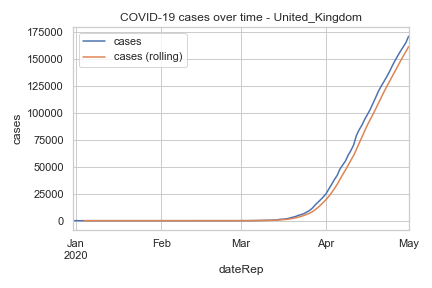 COVID-19 cases over time - United_Kingdom
cases
cases (rolling)
175000
150000
125000
100000
75000
50000
25000
0
cases
Jan
2020
Feb
Mar
Apr
May
dateRep